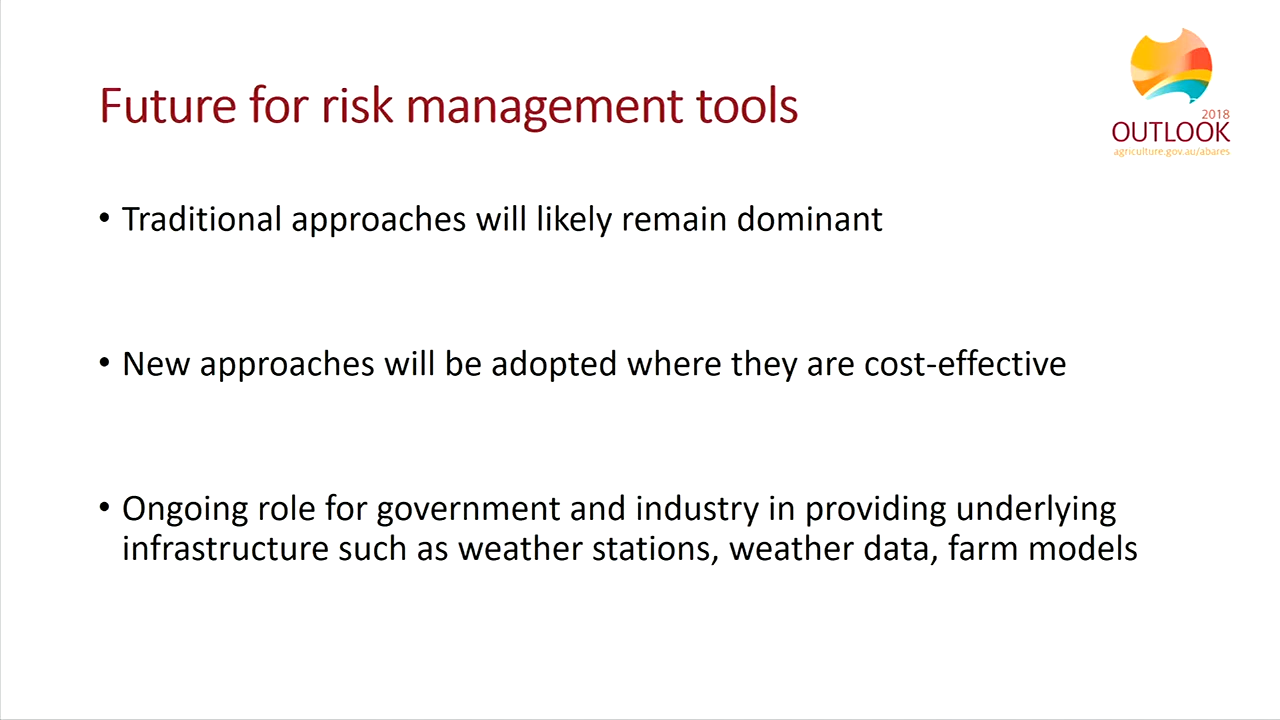 Future for risk management tools
2018
OUTLOOK
agriculture.gov.au/abares
• Traditional approaches will likely remain dominant
• New approaches will be adopted where they are cost-effective
• Ongoing role for government and industry in providing underlying
infrastructure such as weather stations, weather data, farm models